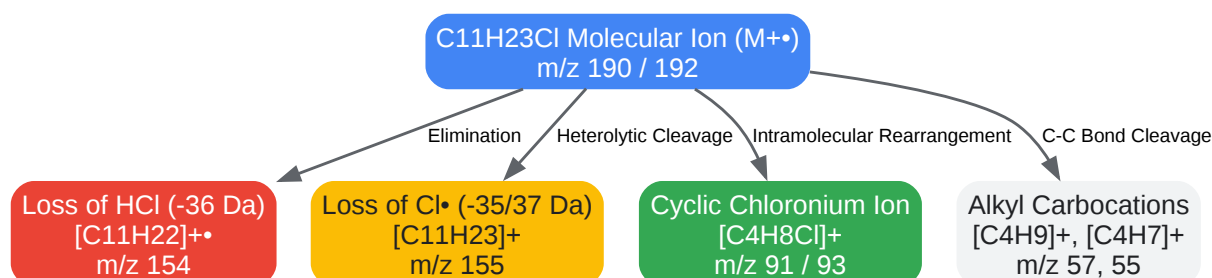 C11H23Cl Molecular Ion (M+•)
m/z 190 / 192
Elimination
Heterolytic Cleavage
Intramolecular Rearrangement
C-C Bond Cleavage
Loss of HCl (-36 Da)
[C11H22]+•
m/z 154
Loss of Cl• (-35/37 Da)
[C11H23]+
m/z 155
Cyclic Chloronium Ion
[C4H8Cl]+
m/z 91 / 93
Alkyl Carbocations
[C4H9]+, [C4H7]+
m/z 57, 55